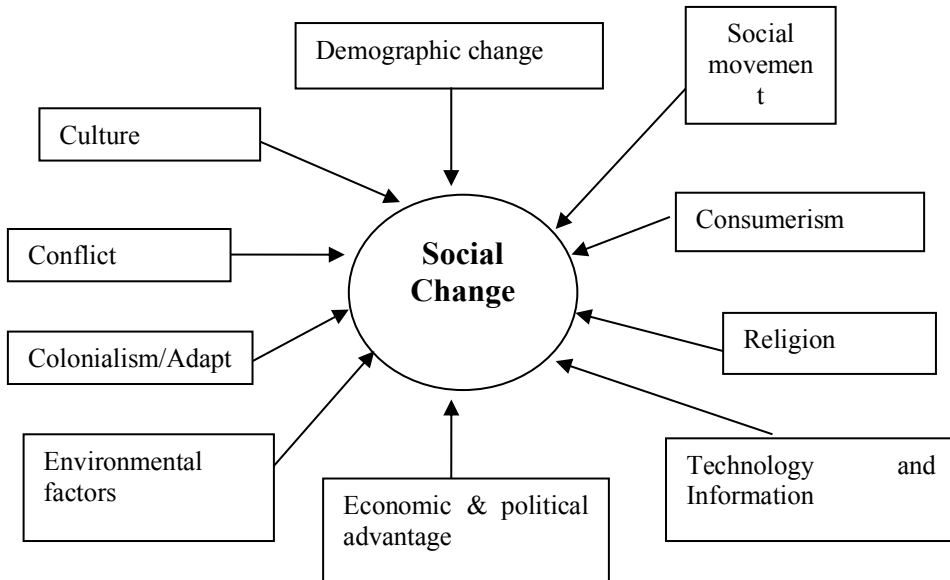 Demographic change
Social
movemen
t
Culture
Consumerism
Social
Change
Conflict
Religion
Colonialism/Adapt
Environmental
factors
Technology and
Information
Economic & political
advantage